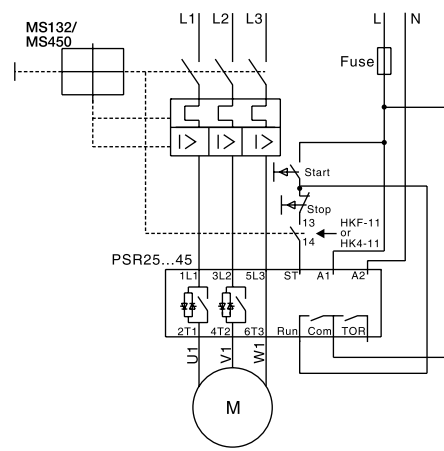 L1 L2 L3 L N
MS132/
MS450
Fuse
Start
Stop
13 HKF-11
or
14 HK4-11
PSR25...45
1L1 3L2 5L3 ST A1 A2
2T1 4T2 6T3 Run Com TOR
U1 V1 W1
M